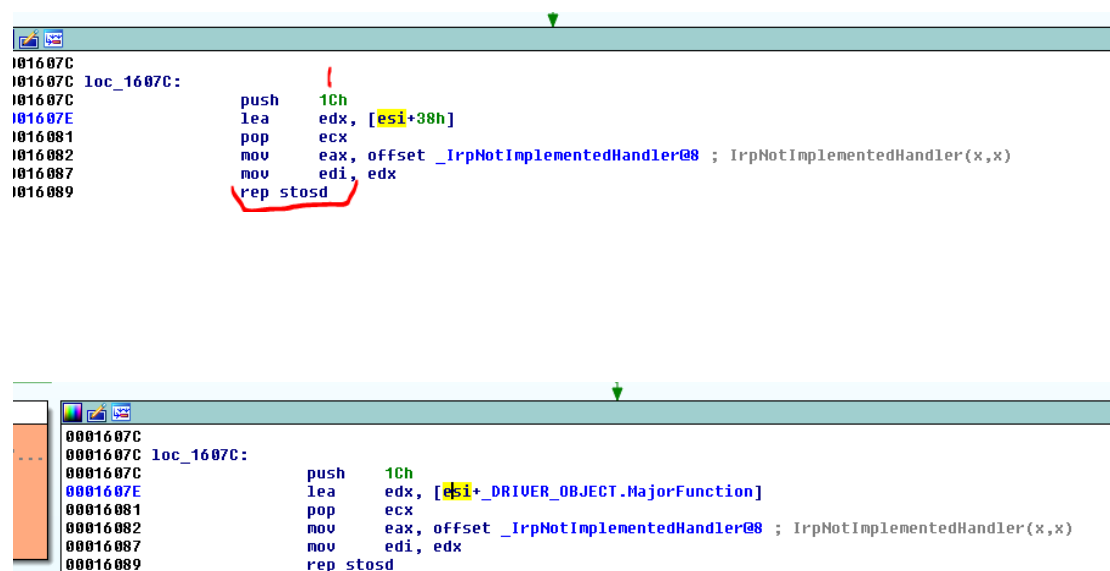 001607C
001607C loc_1607C:
001607C push 1Ch
001607E lea edx, [esi+38h]
0016081 pop ecx
0016082 mov eax, offset _IrpNotImplementedHandler@8 ; IrpNotImplementedHandler(x,x)
0016087 mov edi, edx
0016089 rep stosd
0001607C
... 0001607C loc_1607C:
0001607C push 1Ch
0001607E lea edx, [esi+_DRIVER_OBJECT.MajorFunction]
00016081 pop ecx
00016082 mov eax, offset _IrpNotImplementedHandler@8 ; IrpNotImplementedHandler(x,x)
00016087 mov edi, edx
00016089 rep stosd